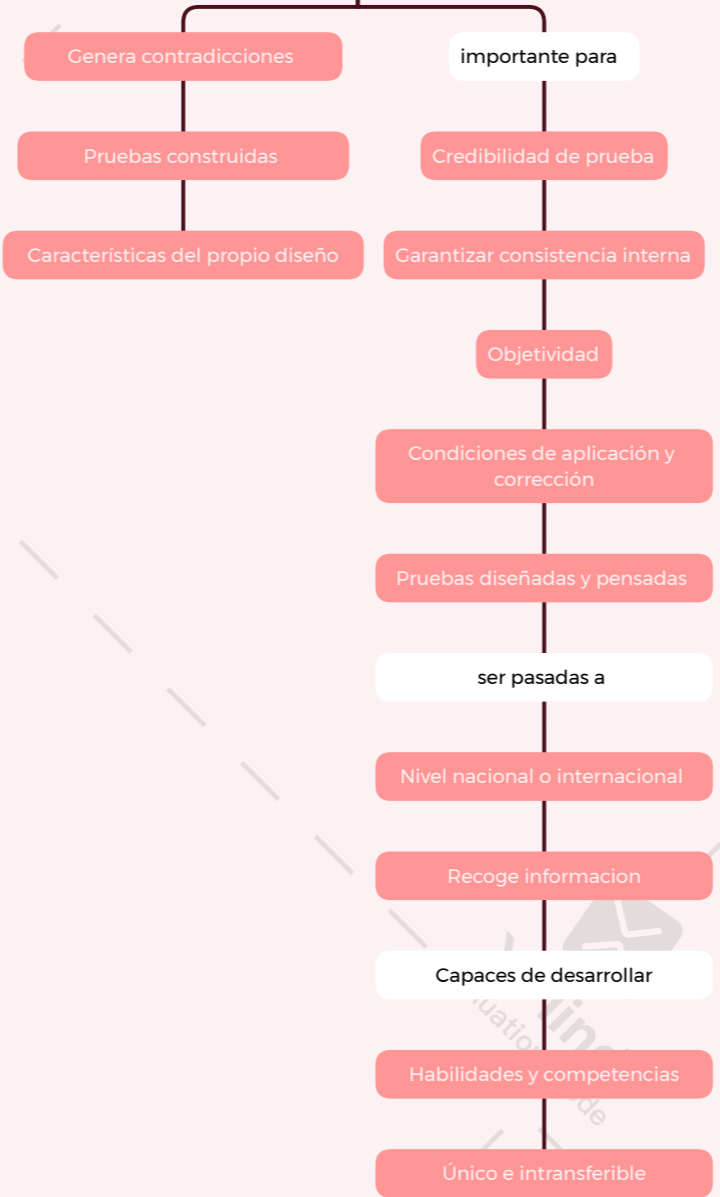 Genera contradicciones
Pruebas construidas
Características del propio diseño
importante para
Credibilidad de prueba
Garantizar consistencia interna
Objetividad
Condiciones de aplicación y
corrección
Pruebas diseñadas y pensadas
ser pasadas a
Nivel nacional o internacional
Recoge informacion
Capaces de desarrollar
Habilidades y competencias
Único e intransferible